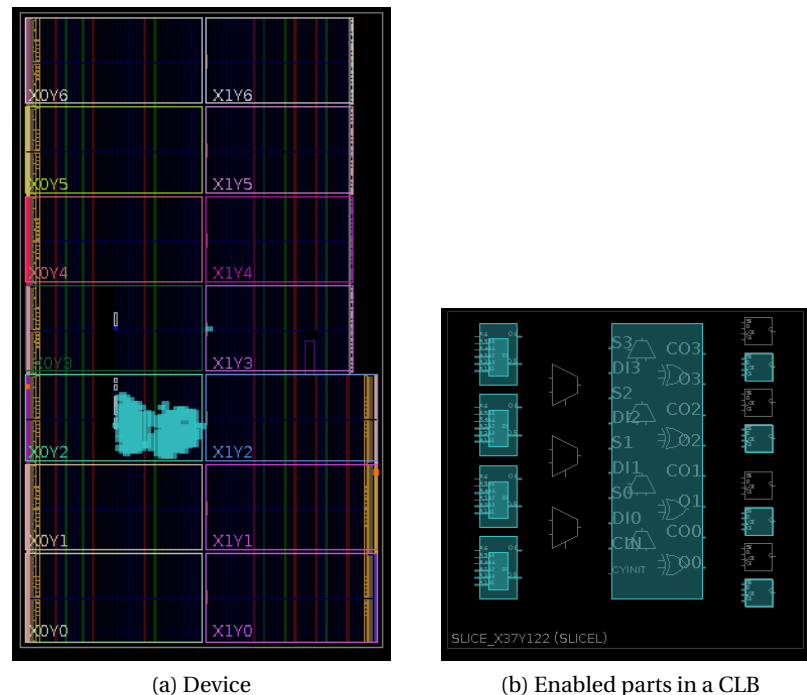 X0Y6 X1Y6
X0Y5 X1Y5
X0Y4 X1Y4
X0Y3 X1Y3
X0Y2 X1Y2
X0Y1 X1Y1
X0Y0 X1Y0
(a) Device
S3 CO3
DI3 O3
S2 CO2
DI2 O2
S1 CO1
DI1 O1
S0 CO0
DI0 O0
CIN
CYINIT
SLICE_X37Y122 (SLICEL)
(b) Enabled parts in a CLB